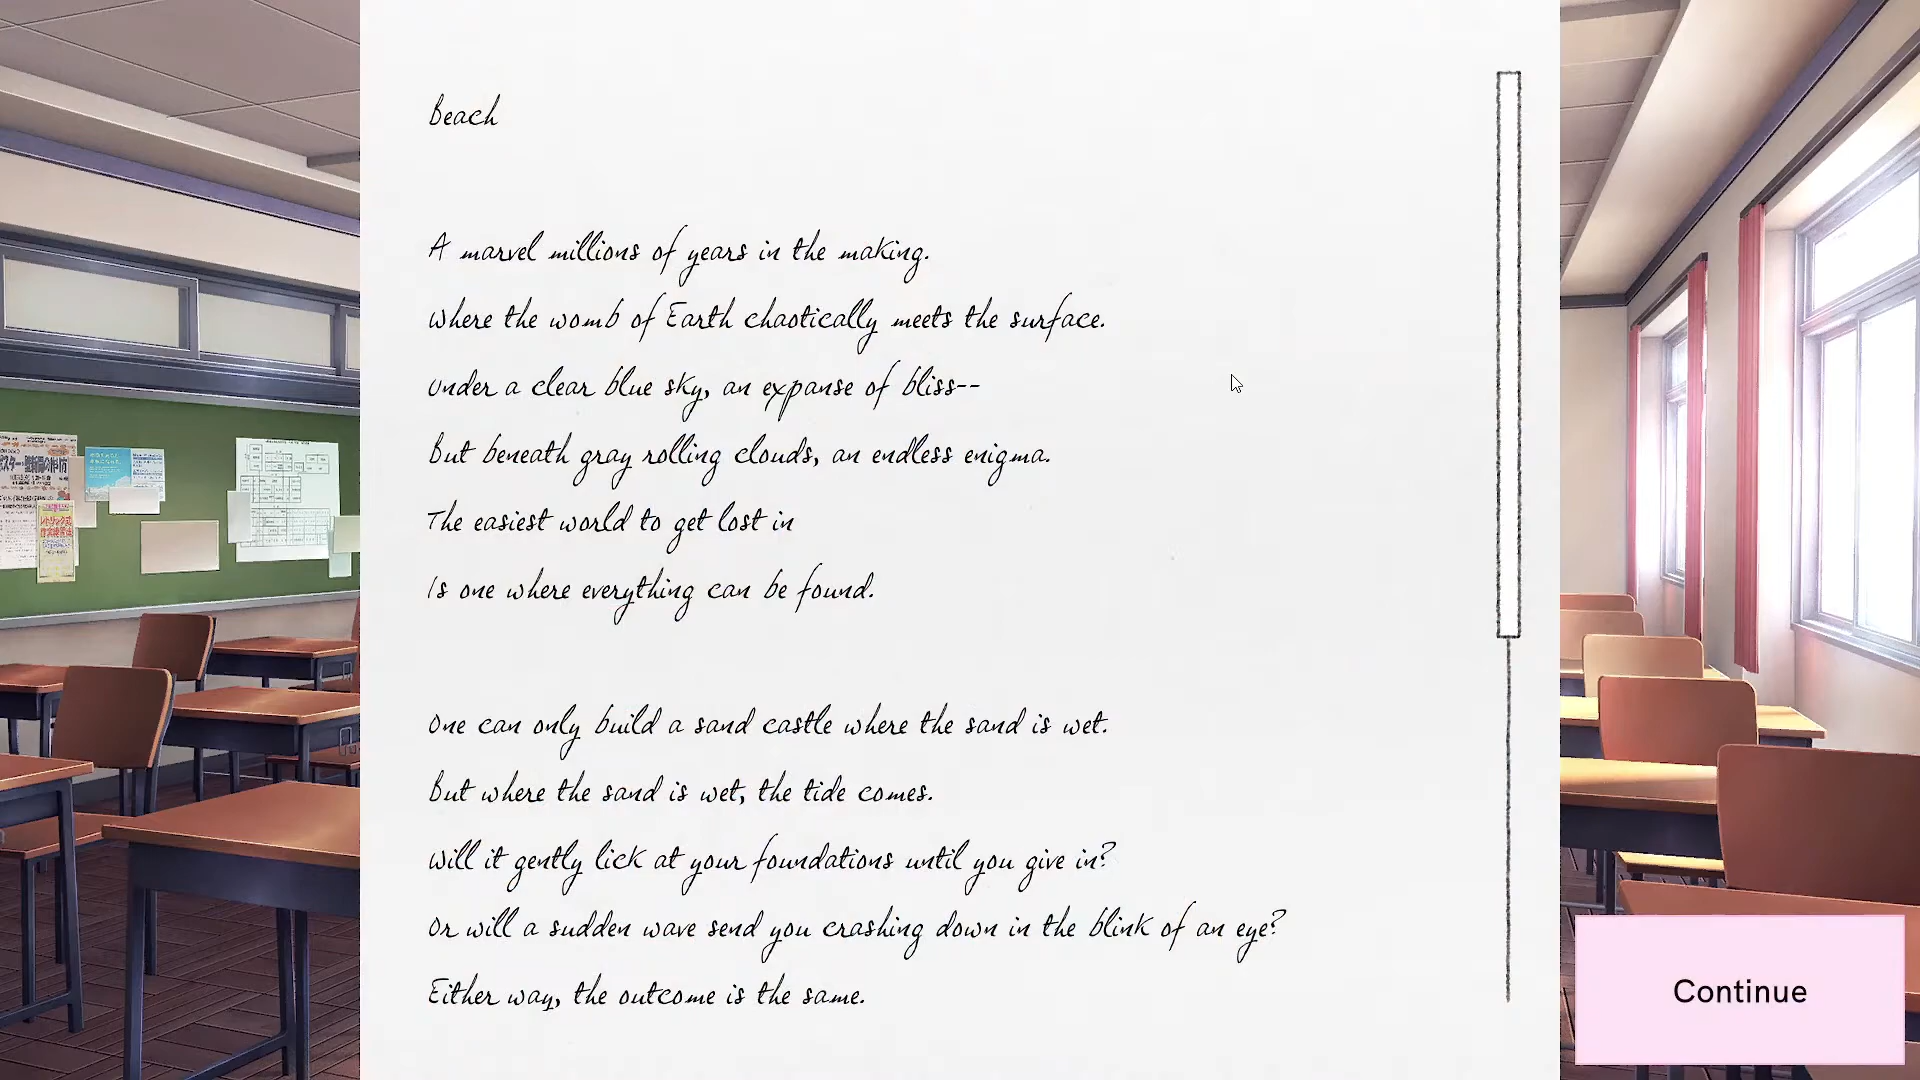 Beach
A marvel millions of years in the making.
Where the womb of Earth chaotically meets the surface.
Under a clear blue sky, an expanse of bliss--
But beneath gray rolling clouds, an endless enigma.
The easiest world to get lost in
Is one where everything can be found.
One can only build a sand castle where the sand is wet.
But where the sand is wet, the tide comes.
Will it gently lick at your foundations until you give in?
Or will a sudden wave send you crashing down in the blink of an eye?
Either way, the outcome is the same.
Continue